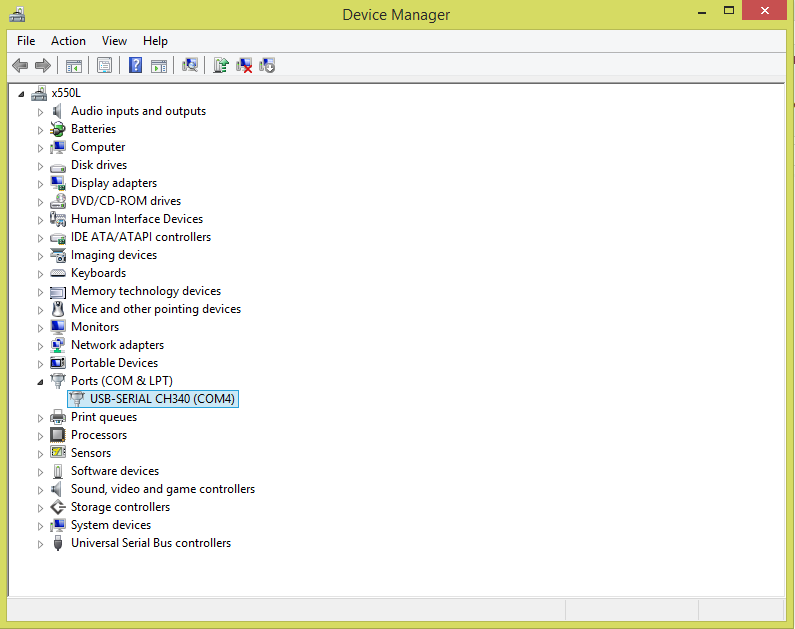 Device Manager
File Action View Help
x550L
Audio inputs and outputs
Batteries
Computer
Disk drives
Display adapters
DVD/CD-ROM drives
Human Interface Devices
IDE ATA/ATAPI controllers
Imaging devices
Keyboards
Memory technology devices
Mice and other pointing devices
Monitors
Network adapters
Portable Devices
Ports (COM & LPT)
USB-SERIAL CH340 (COM4)
Print queues
Processors
Sensors
Software devices
Sound, video and game controllers
Storage controllers
System devices
Universal Serial Bus controllers